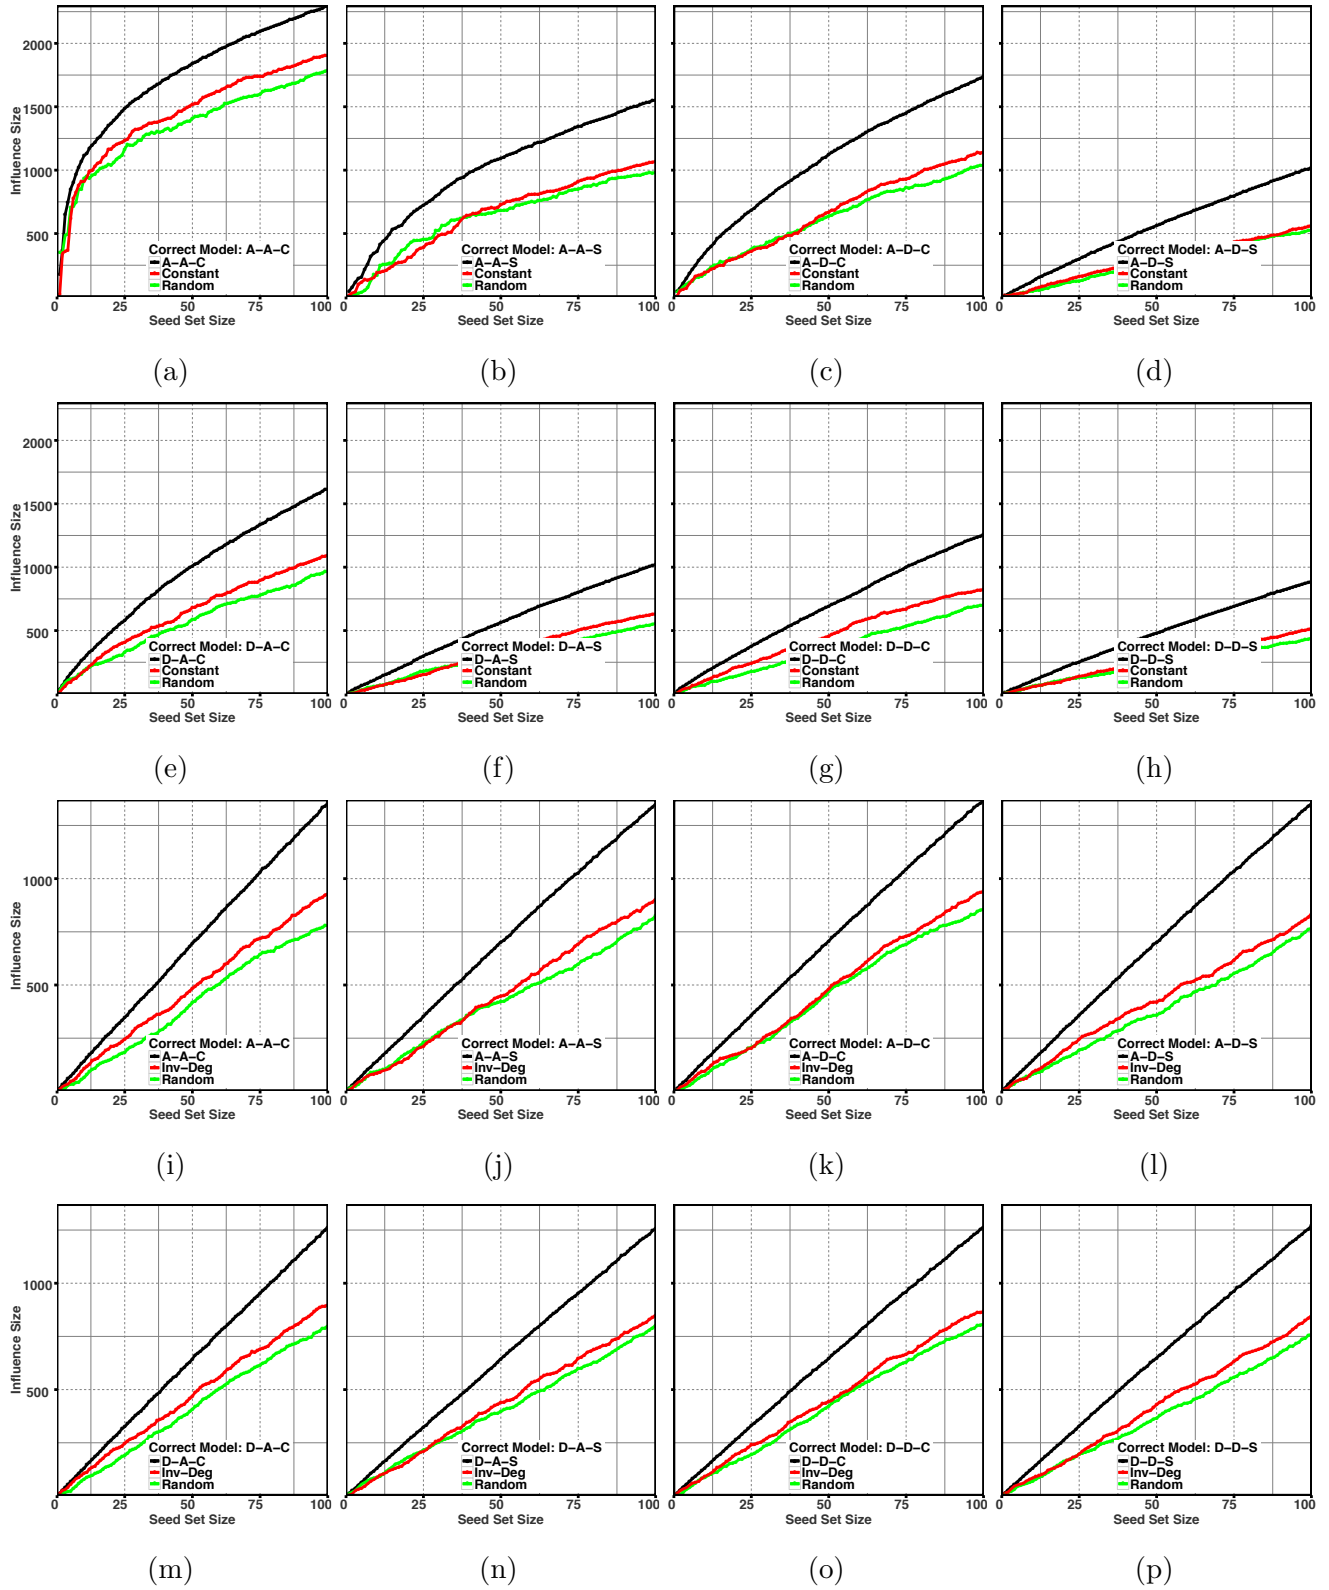 2000
1500
1000
500
Influence Size
Correct Model: A−A−C
A−A−C
Constant
Random
0 25 50 75 100
Seed Set Size
(a)
Correct Model: A−A−S
A−A−S
Constant
Random
0 25 50 75 100
Seed Set Size
(b)
Correct Model: A−D−C
A−D−C
Constant
Random
0 25 50 75 100
Seed Set Size
(c)
Correct Model: A−D−S
A−D−S
Constant
Random
0 25 50 75 100
Seed Set Size
(d)
2000
1500
1000
500
Influence Size
Correct Model: D−A−C
D−A−C
Constant
Random
0 25 50 75 100
Seed Set Size
(e)
Correct Model: D−A−S
D−A−S
Constant
Random
0 25 50 75 100
Seed Set Size
(f)
Correct Model: D−D−C
D−D−C
Constant
Random
0 25 50 75 100
Seed Set Size
(g)
Correct Model: D−D−S
D−D−S
Constant
Random
0 25 50 75 100
Seed Set Size
(h)
1000
500
Influence Size
Correct Model: A−A−C
A−A−C
Inv−Deg
Random
0 25 50 75 100
Seed Set Size
(i)
Correct Model: A−A−S
A−A−S
Inv−Deg
Random
0 25 50 75 100
Seed Set Size
(j)
Correct Model: A−D−C
A−D−C
Inv−Deg
Random
0 25 50 75 100
Seed Set Size
(k)
Correct Model: A−D−S
A−D−S
Inv−Deg
Random
0 25 50 75 100
Seed Set Size
(l)
1000
500
Influence Size
Correct Model: D−A−C
D−A−C
Inv−Deg
Random
0 25 50 75 100
Seed Set Size
(m)
Correct Model: D−A−S
D−A−S
Inv−Deg
Random
0 25 50 75 100
Seed Set Size
(n)
Correct Model: D−D−C
D−D−C
Inv−Deg
Random
0 25 50 75 100
Seed Set Size
(o)
Correct Model: D−D−S
D−D−S
Inv−Deg
Random
0 25 50 75 100
Seed Set Size
(p)